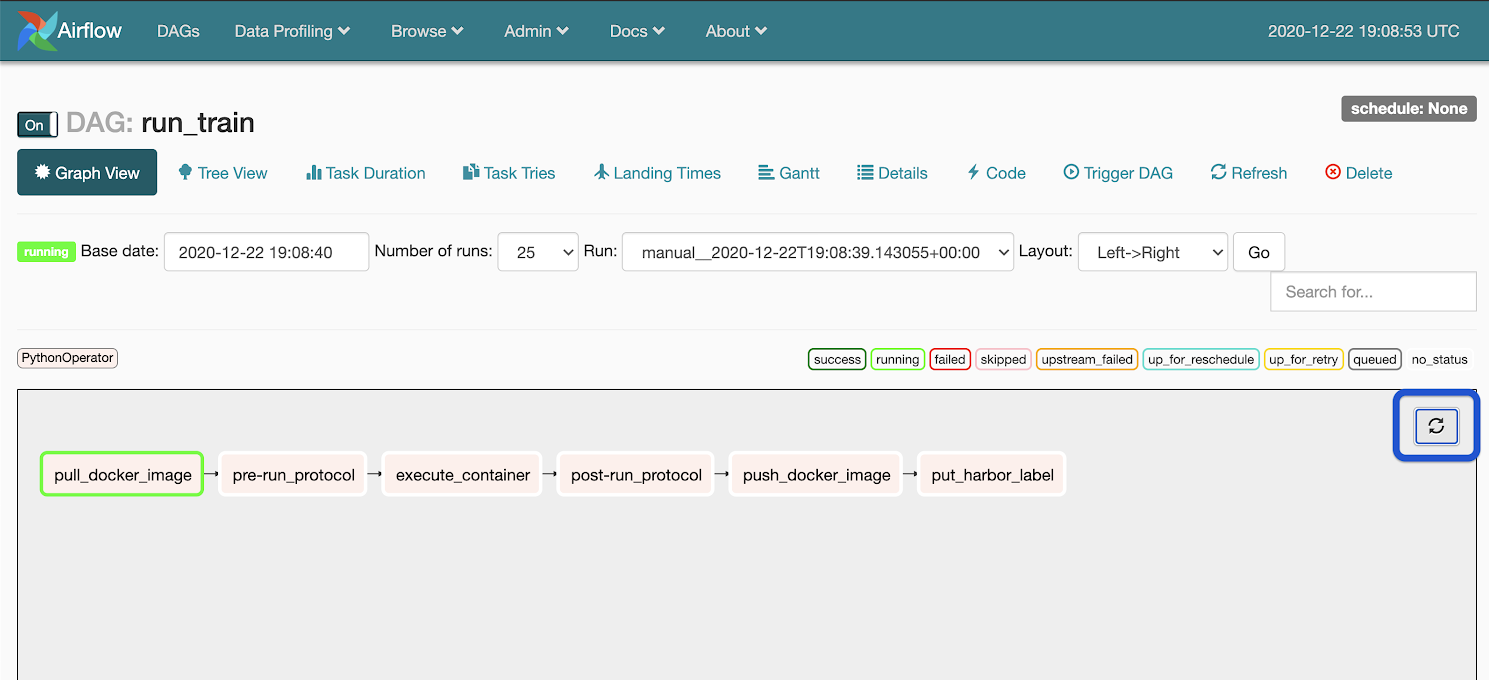 Airflow DAGs Data Profiling Browse Admin Docs About 2020-12-22 19:08:53 UTC
On DAG: run_train schedule: None
Graph View Tree View Task Duration Task Tries Landing Times Gantt Details Code Trigger DAG Refresh Delete
running Base date: 2020-12-22 19:08:40 Number of runs: 25 Run: manual__2020-12-22T19:08:39.143055+00:00 Layout: Left->Right Go
Search for...
PythonOperator success running failed skipped upstream_failed up_for_reschedule up_for_retry queued no_status
pull_docker_image pre-run_protocol execute_container post-run_protocol push_docker_image put_harbor_label